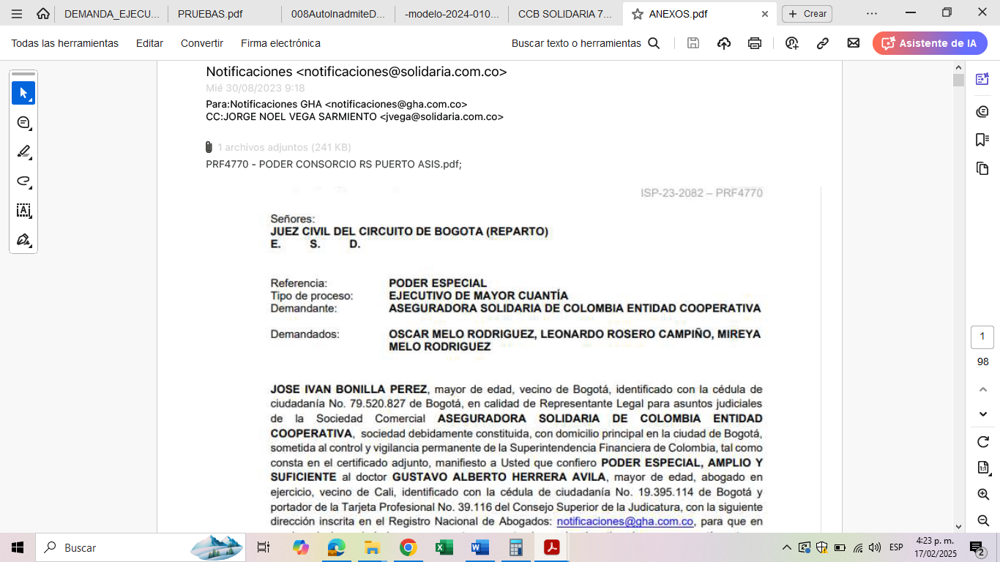 DEMANDA_EJECU...
PRUEBAS.pdf
008AutoInadmiteD...
-modelo-2024-010...
CCB SOLIDARIA 7...
ANEXOS.pdf
Crear
Todas las herramientas
Editar
Convertir
Firma electrónica
Buscar texto o herramientas
Asistente de IA
Notificaciones <notificaciones@solidaria.com.co>
Mié 30/08/2023 9:18
Para:Notificaciones GHA <notificaciones@gha.com.co>
CC:JORGE NOEL VEGA SARMIENTO <jvega@solidaria.com.co>
1 archivos adjuntos (241 KB)
PRF4770 - PODER CONSORCIO RS PUERTO ASIS.pdf;
ISP-23-2082 – PRF4770
Señores:
JUEZ CIVIL DEL CIRCUITO DE BOGOTA (REPARTO)
E. S. D.
Referencia: PODER ESPECIAL
Tipo de proceso: EJECUTIVO DE MAYOR CUANTÍA
Demandante: ASEGURADORA SOLIDARIA DE COLOMBIA ENTIDAD COOPERATIVA
Demandados: OSCAR MELO RODRIGUEZ, LEONARDO ROSERO CAMPIÑO, MIREYA
MELO RODRIGUEZ
JOSE IVAN BONILLA PEREZ, mayor de edad, vecino de Bogotá, identificado con la cédula de
ciudadanía No. 79.520.827 de Bogotá, en calidad de Representante Legal para asuntos judiciales
de la Sociedad Comercial ASEGURADORA SOLIDARIA DE COLOMBIA ENTIDAD
COOPERATIVA, sociedad debidamente constituida, con domicilio principal en la ciudad de Bogotá,
sometida al control y vigilancia permanente de la Superintendencia Financiera de Colombia, tal como
consta en el certificado adjunto, manifiesto a Usted que confiero PODER ESPECIAL, AMPLIO Y
SUFICIENTE al doctor GUSTAVO ALBERTO HERRERA AVILA, mayor de edad, abogado en
ejercicio, vecino de Cali, identificado con la cédula de ciudadanía No. 19.395.114 de Bogotá y
portador de la Tarjeta Profesional No. 39.116 del Consejo Superior de la Judicatura, con la siguiente
dirección inscrita en el Registro Nacional de Abogados: notificaciones@gha.com.co, para que en
1
98
Buscar
ESP
4:23 p. m.
17/02/2025
2